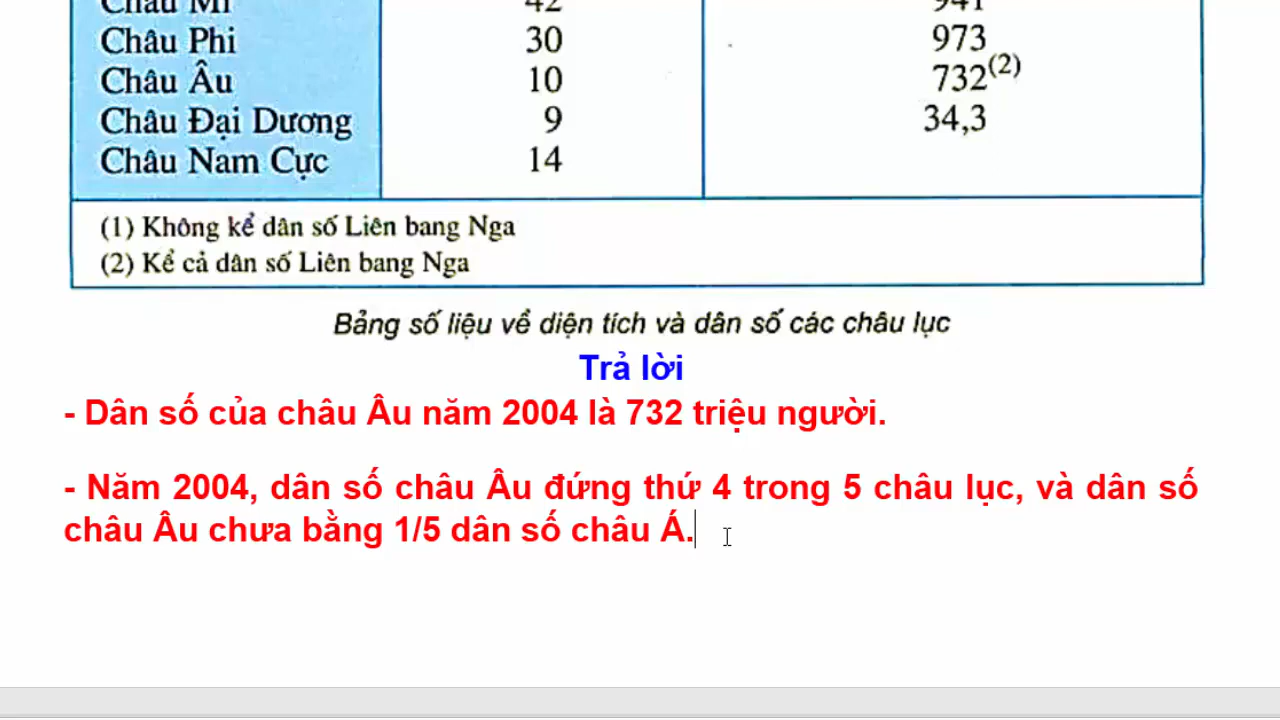 Châu Mĩ 42 941
Châu Phi 30 973
Châu Âu 10 732(2)
Châu Đại Dương 9 34,3
Châu Nam Cực 14
(1) Không kể dân số Liên bang Nga
(2) Kể cả dân số Liên bang Nga
Bảng số liệu về diện tích và dân số các châu lục
Trả lời
- Dân số của châu Âu năm 2004 là 732 triệu người.
- Năm 2004, dân số châu Âu đứng thứ 4 trong 5 châu lục, và dân số
châu Âu chưa bằng 1/5 dân số châu Á.